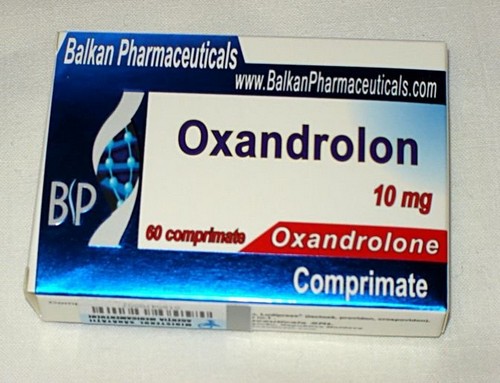 Balkan Pharmaceuticals
www.BalkanPharmaceuticals.com
Oxandrolon
10 mg
BP
60 comprimate
Oxandrolone
Comprimate